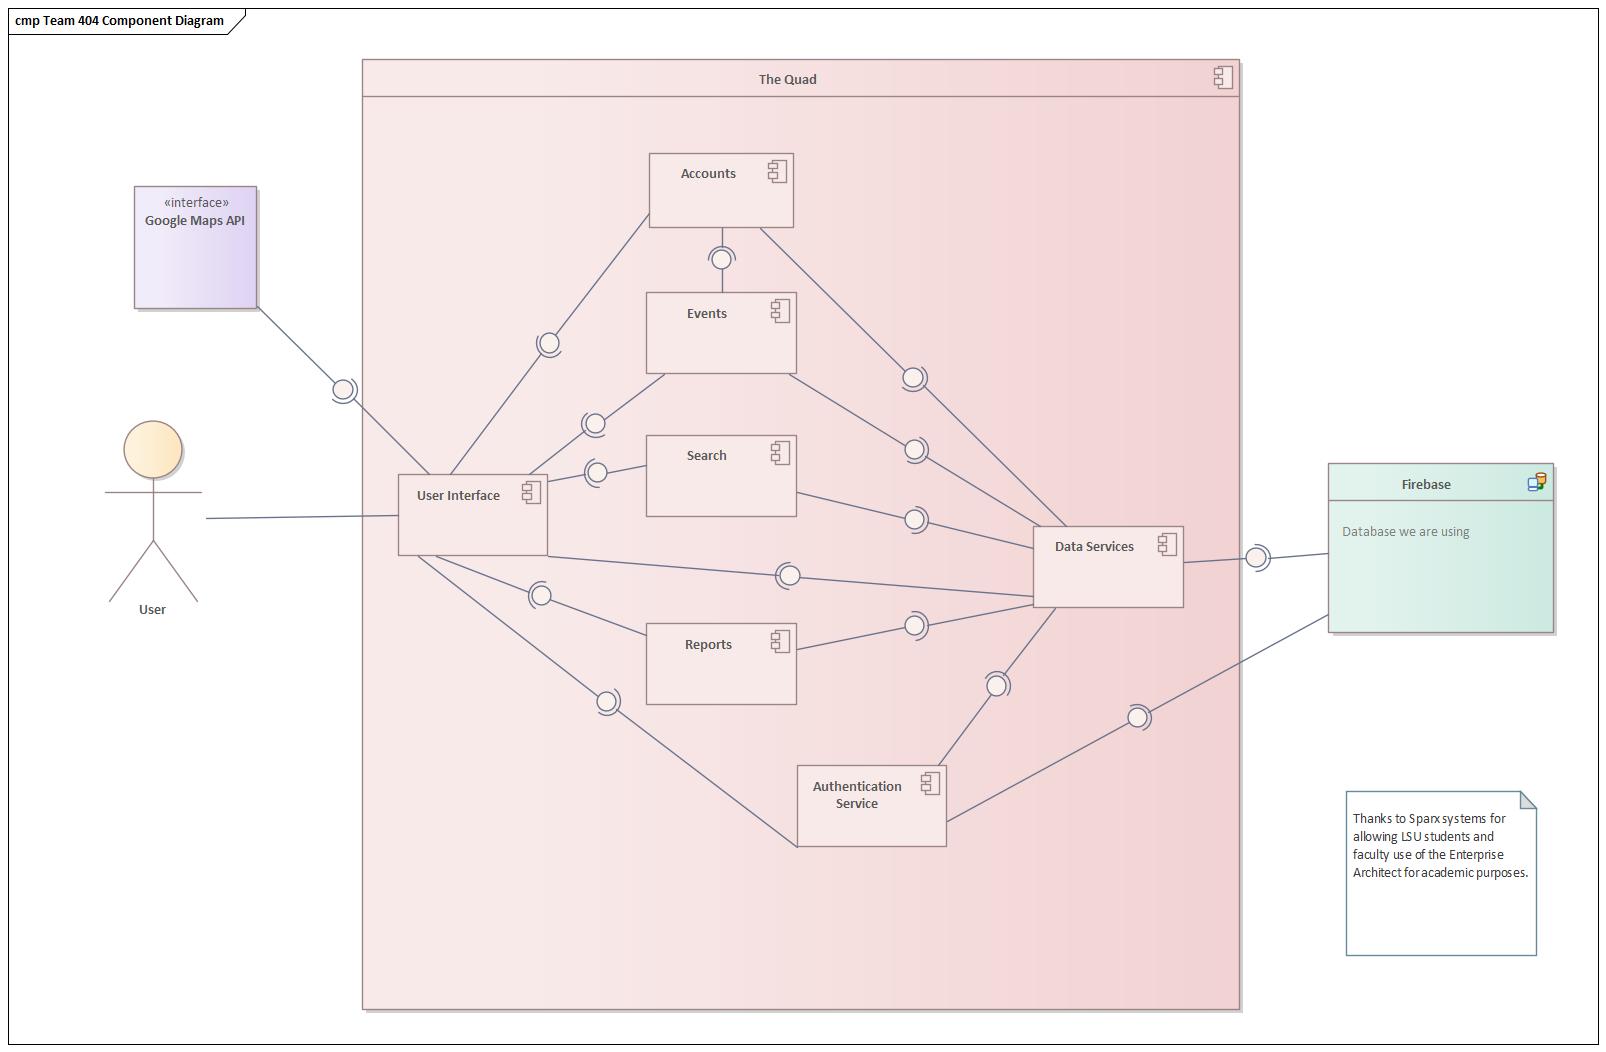 cmp Team 404 Component Diagram
The Quad
Accounts
«interface»
Google Maps API
Events
Search
User Interface
Firebase
Database we are using
Data Services
User
Reports
Authentication
Service
Thanks to Sparx systems for
allowing LSU students and
faculty use of the Enterprise
Architect for academic purposes.